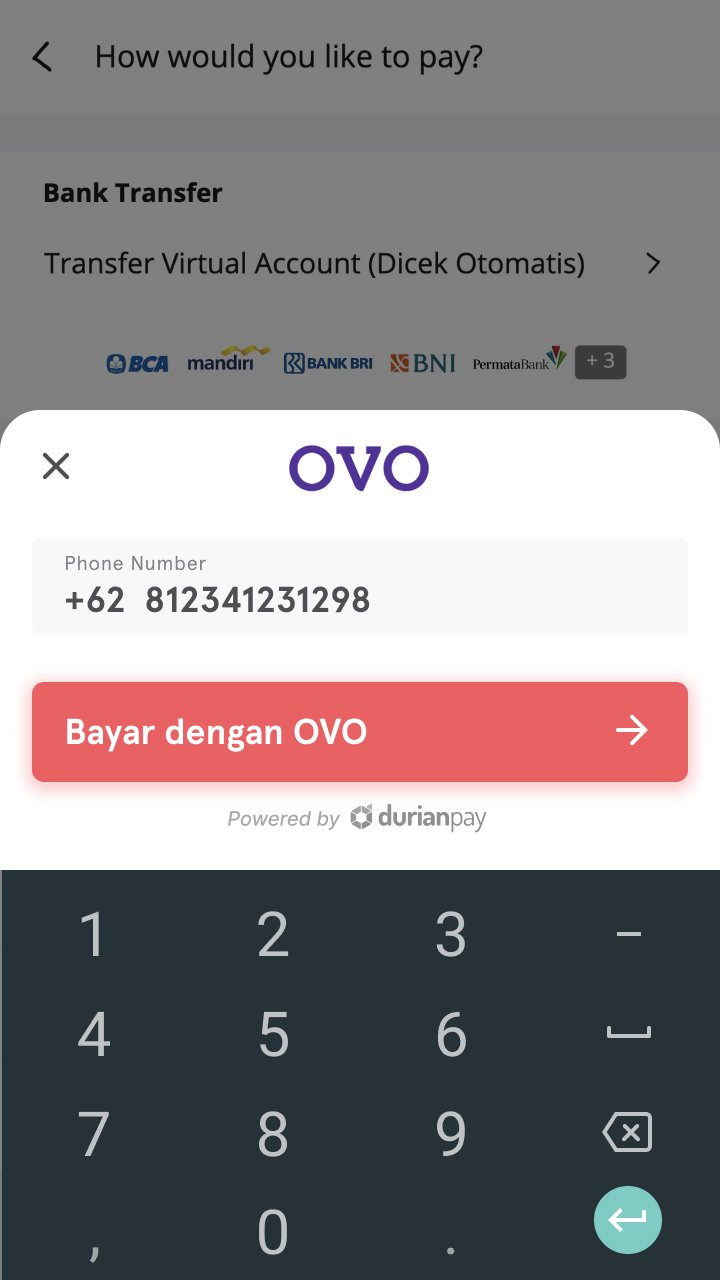 How would you like to pay?
Bank Transfer
Transfer Virtual Account (Dicek Otomatis)
BCA mandırı BANK BRI BNI PermataBank + 3
OVO
Phone Number
+62 812341231298
Bayar dengan OVO
Powered by durianpay
1 2 3 –
4 5 6
7 8 9
, 0 .